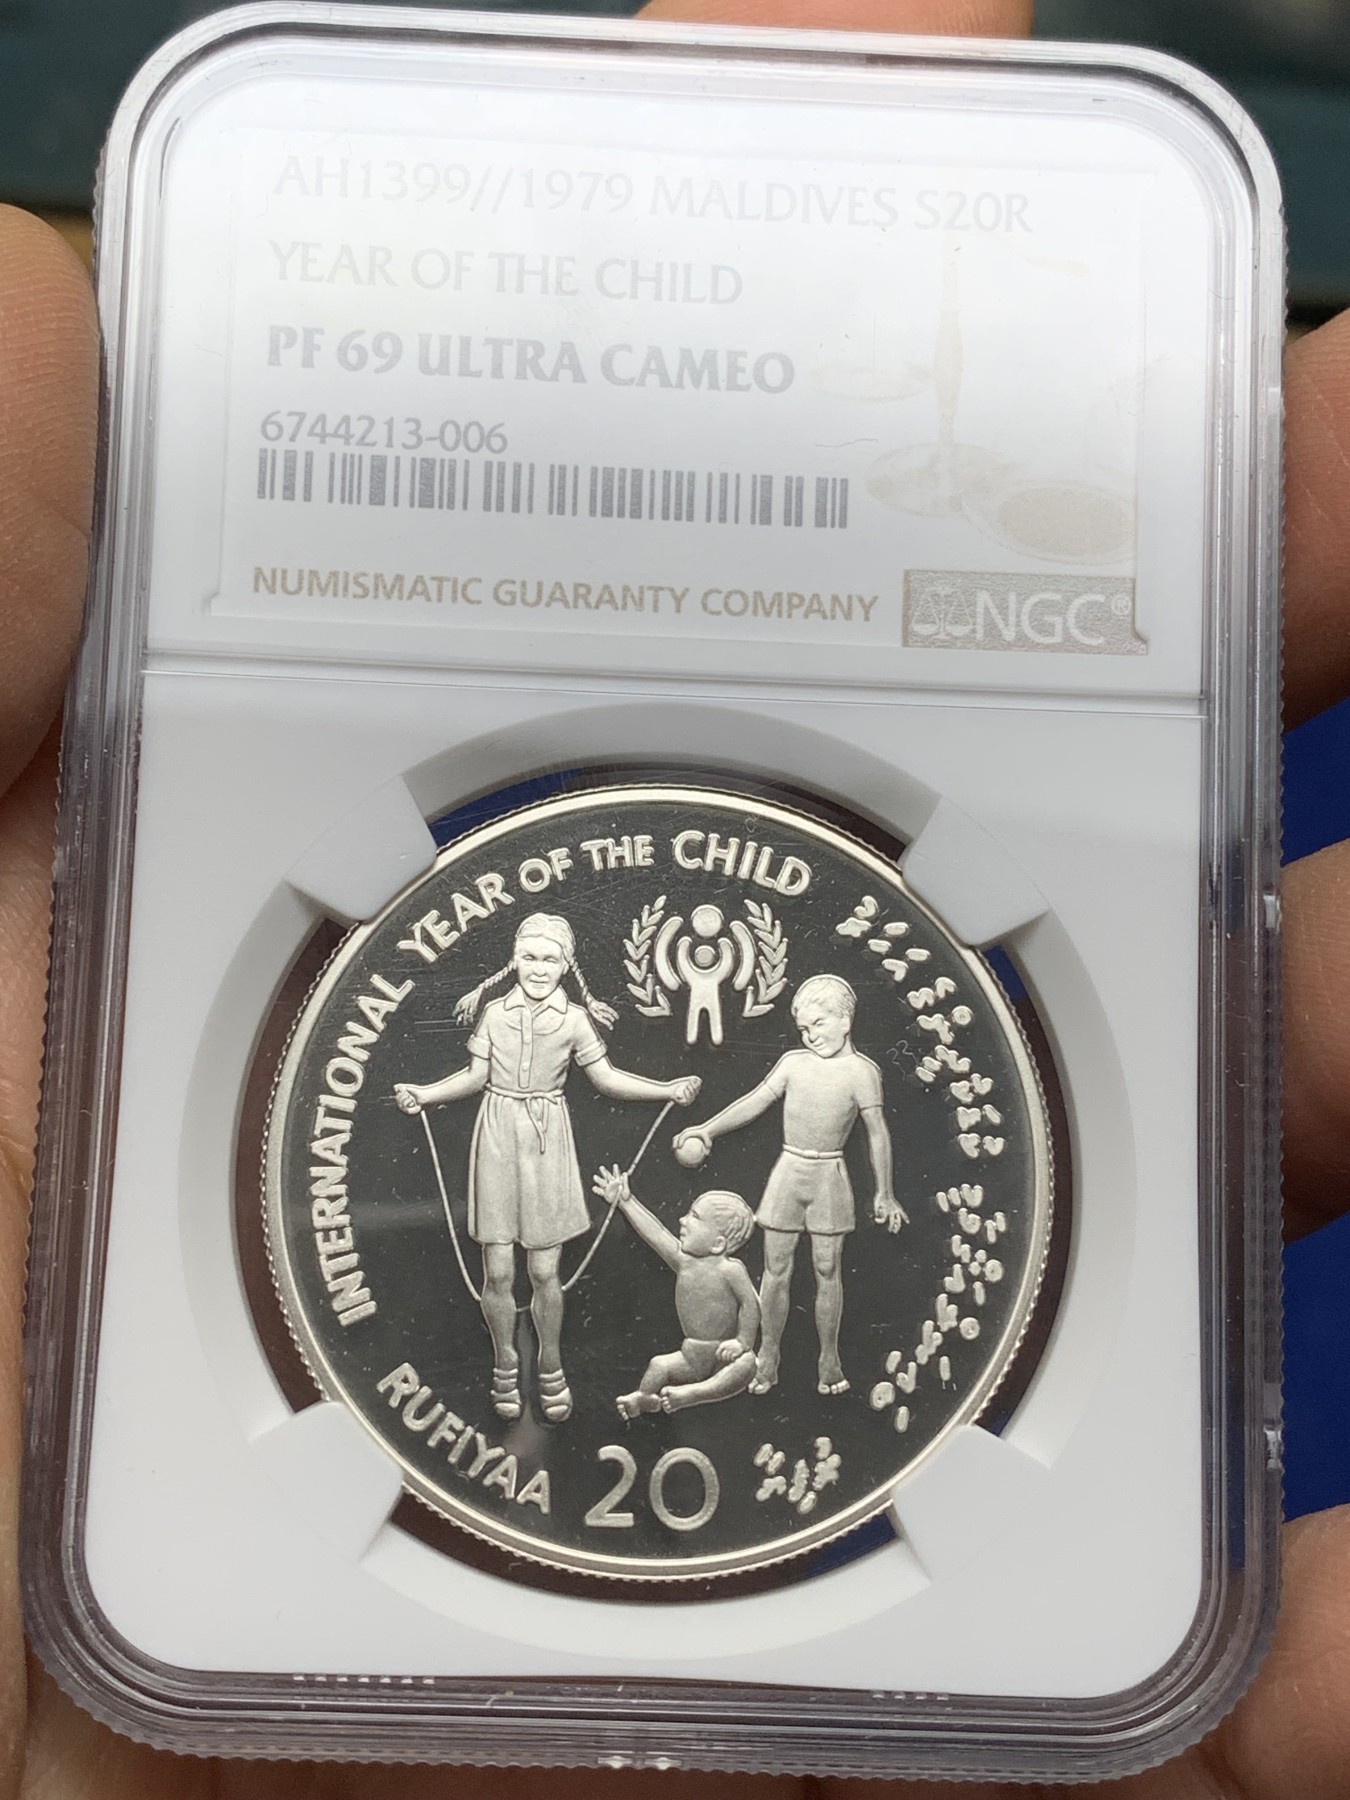 AH1399//1979 MALDIVES S20R
YEAR OF THE CHILD
PF 69 ULTRA CAMEO
6744213-006
NUMISMATIC GUARANTY COMPANY
NGC®
INTERNATIONAL YEAR OF THE CHILD
RUFIYAA 20